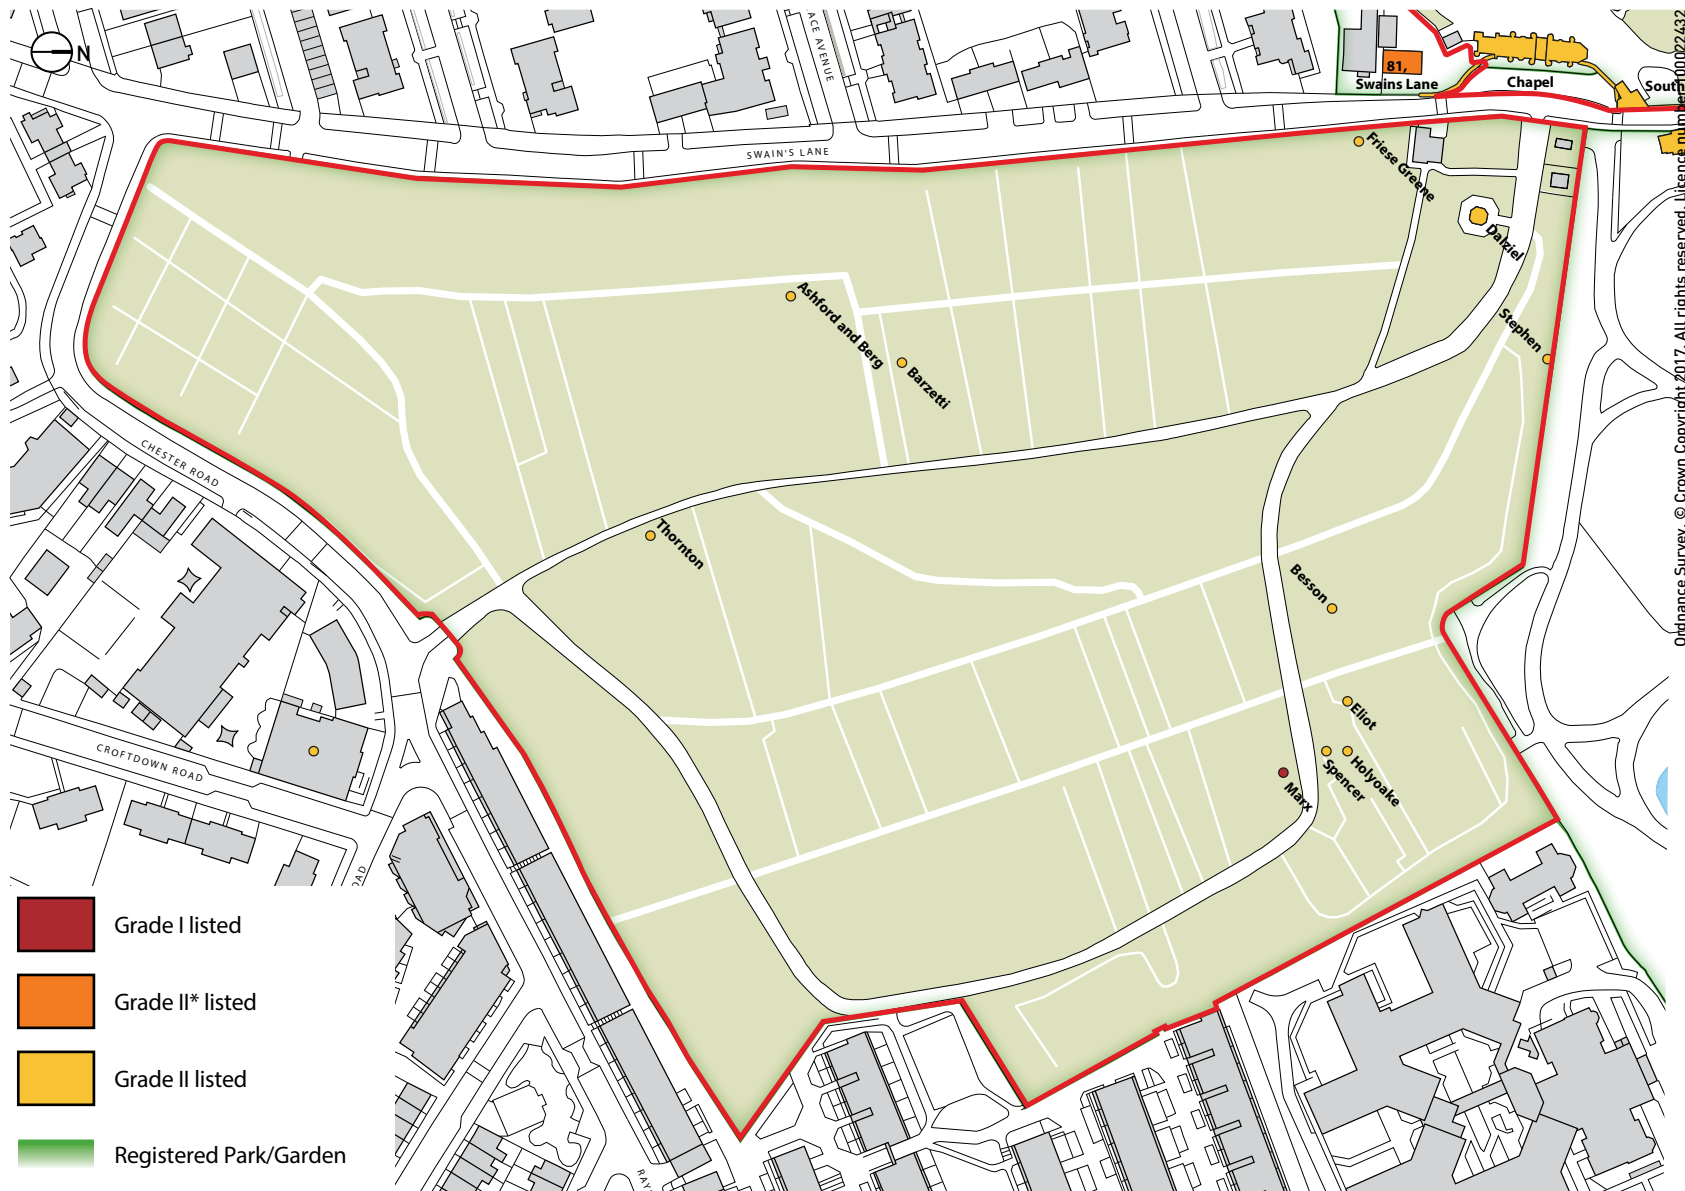 N
ACE AVENUE
81,
Swains Lane
Chapel
South
SWAIN'S LANE
Friese Greene
Dalziel
Stephen
Ashford and Berg
Barzetti
CHESTER ROAD
Thornton
Besson
Eliot
Holyoake
Spencer
Marx
CROFTDOWN ROAD
OAD
RAY
Grade I listed
Grade II* listed
Grade II listed
Registered Park/Garden
Ordnance Survey. © Crown Copyright 2017. All rights reserved. Licence number 100022432